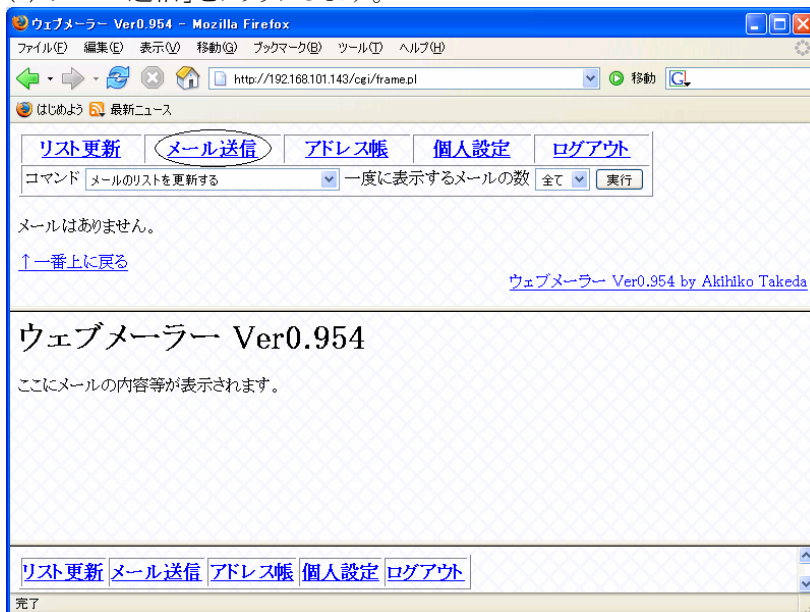 ウェブメーラー Ver0.954 - Mozilla Firefox
ファイル(F) 編集(E) 表示(V) 移動(G) ブックマーク(B) ツール(T) ヘルプ(H)
http://192.168.101.143/cgi/frame.pl 移動
はじめよう 最新ニュース
リスト更新 メール送信 アドレス帳 個人設定 ログアウト
コマンド メールのリストを更新する 一度に表示するメールの数 全て 実行
メールはありません。
↑一番上に戻る
ウェブメーラー Ver0.954 by Akihiko Takeda
ウェブメーラー Ver0.954
ここにメールの内容等が表示されます。
リスト更新 メール送信 アドレス帳 個人設定 ログアウト
完了